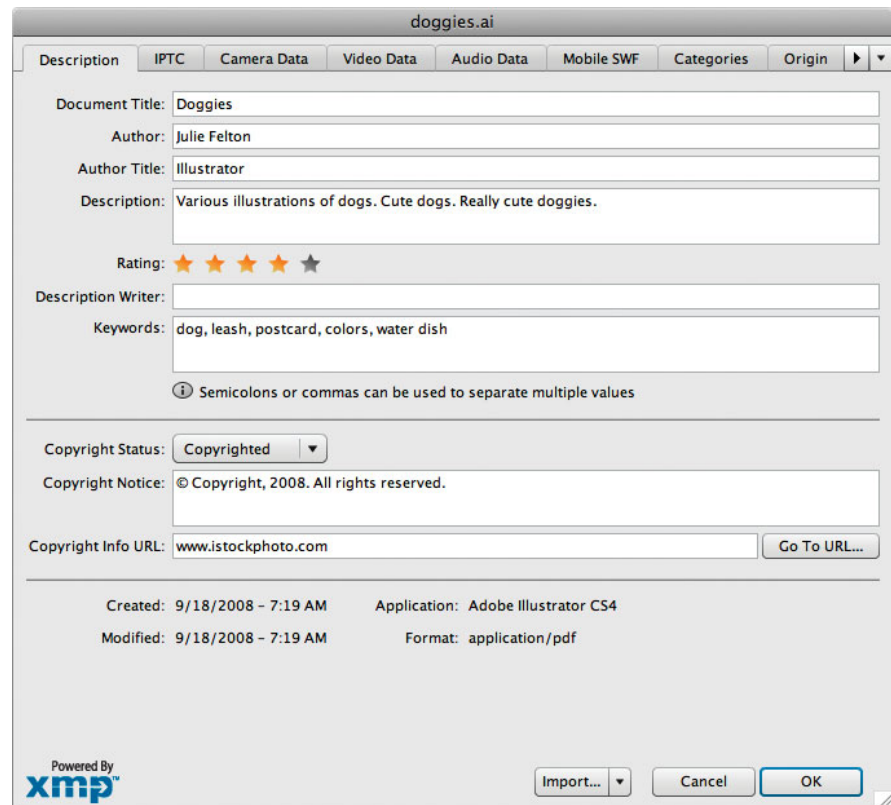 doggies.ai
Description IPTC Camera Data Video Data Audio Data Mobile SWF Categories Origin
Document Title: Doggies
Author: Julie Felton
Author Title: Illustrator
Description: Various illustrations of dogs. Cute dogs. Really cute doggies.
Rating:
Description Writer:
Keywords: dog, leash, postcard, colors, water dish
Semicolons or commas can be used to separate multiple values
Copyright Status: Copyrighted
Copyright Notice: © Copyright, 2008. All rights reserved.
Copyright Info URL: www.istockphoto.com Go To URL...
Created: 9/18/2008 – 7:19 AM Application: Adobe Illustrator CS4
Modified: 9/18/2008 – 7:19 AM Format: application/pdf
Powered By
xmp™
Import... Cancel OK